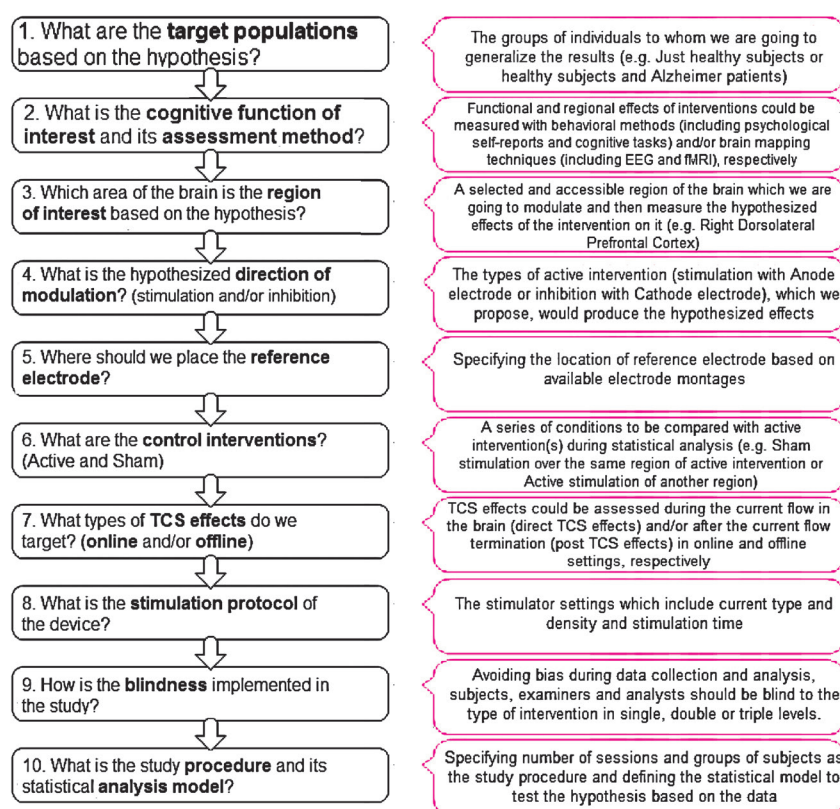 1. What are the target populations
based on the hypothesis?
The groups of individuals to whom we are going to
generalize the results (e.g. Just healthy subjects or
healthy subjects and Alzheimer patients)
2. What is the cognitive function of
interest and its assessment method?
Functional and regional effects of interventions could be
measured with behavioral methods (including psychological
self-reports and cognitive tasks) and/or brain mapping
techniques (including EEG and fMRI), respectively
3. Which area of the brain is the region
of interest based on the hypothesis?
A selected and accessible region of the brain which we are
going to modulate and then measure the hypothesized
effects of the intervention on it (e.g. Right Dorsolateral
Prefrontal Cortex)
4. What is the hypothesized direction of
modulation? (stimulation and/or inhibition)
The types of active intervention (stimulation with Anode
electrode or inhibition with Cathode electrode), which we
propose, would produce the hypothesized effects
5. Where should we place the reference
electrode?
Specifying the location of reference electrode based on
available electrode montages
6. What are the control interventions?
(Active and Sham)
A series of conditions to be compared with active
intervention(s) during statistical analysis (e.g. Sham
stimulation over the same region of active intervention or
Active stimulation of another region)
7. What types of TCS effects do we
target? (online and/or offline)
TCS effects could be assessed during the current flow in
the brain (direct TCS effects) and/or after the current flow
termination (post TCS effects) in online and offline
settings, respectively
8. What is the stimulation protocol of
the device?
The stimulator settings which include current type and
density and stimulation time
9. How is the blindness implemented in
the study?
Avoiding bias during data collection and analysis,
subjects, examiners and analysts should be blind to the
type of intervention in single, double or triple levels.
10. What is the study procedure and its
statistical analysis model?
Specifying number of sessions and groups of subjects as
the study procedure and defining the statistical model to
test the hypothesis based on the data